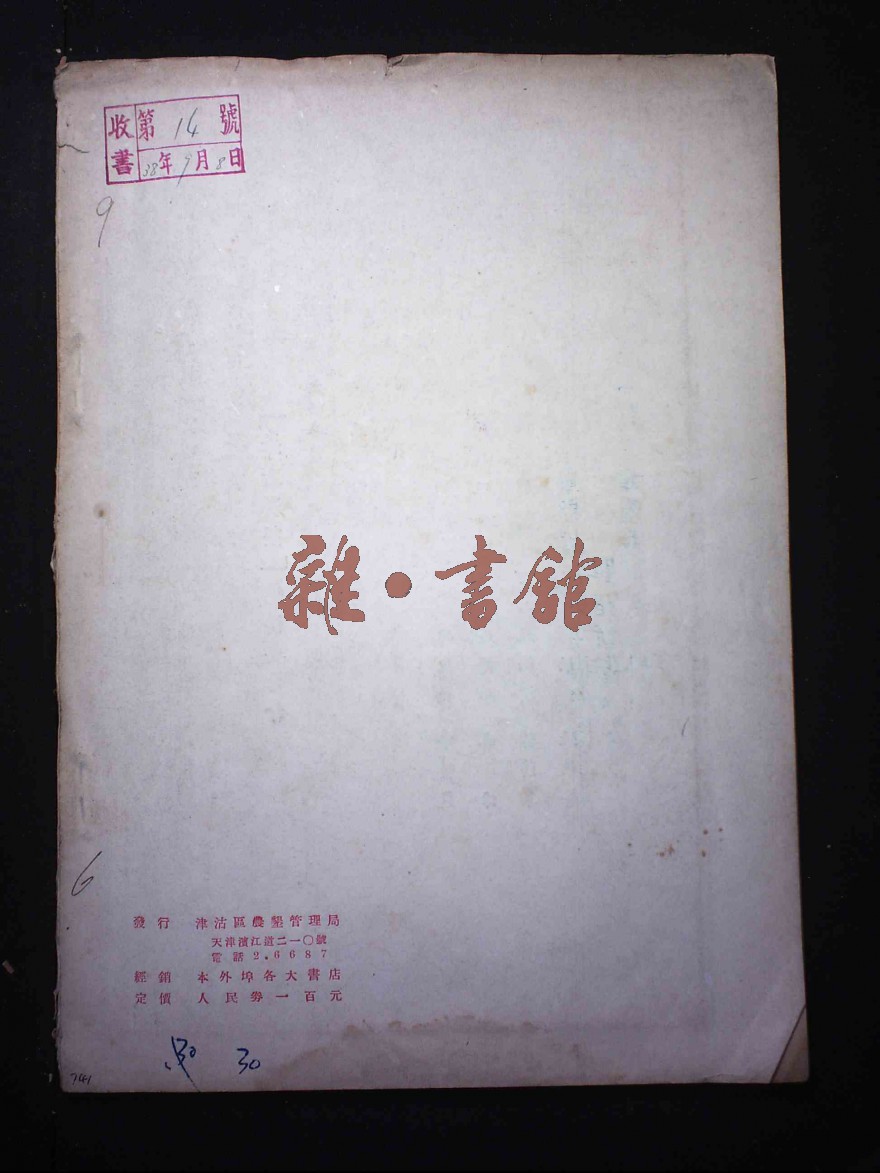 收書 第 14 號
38年9月8日
9
雜•書館
6
發行 津沽區農墾管理局
天津濱江道二一〇號
電話 2.6687
經銷 本外埠各大書店
定價 人民券一百元
30
741